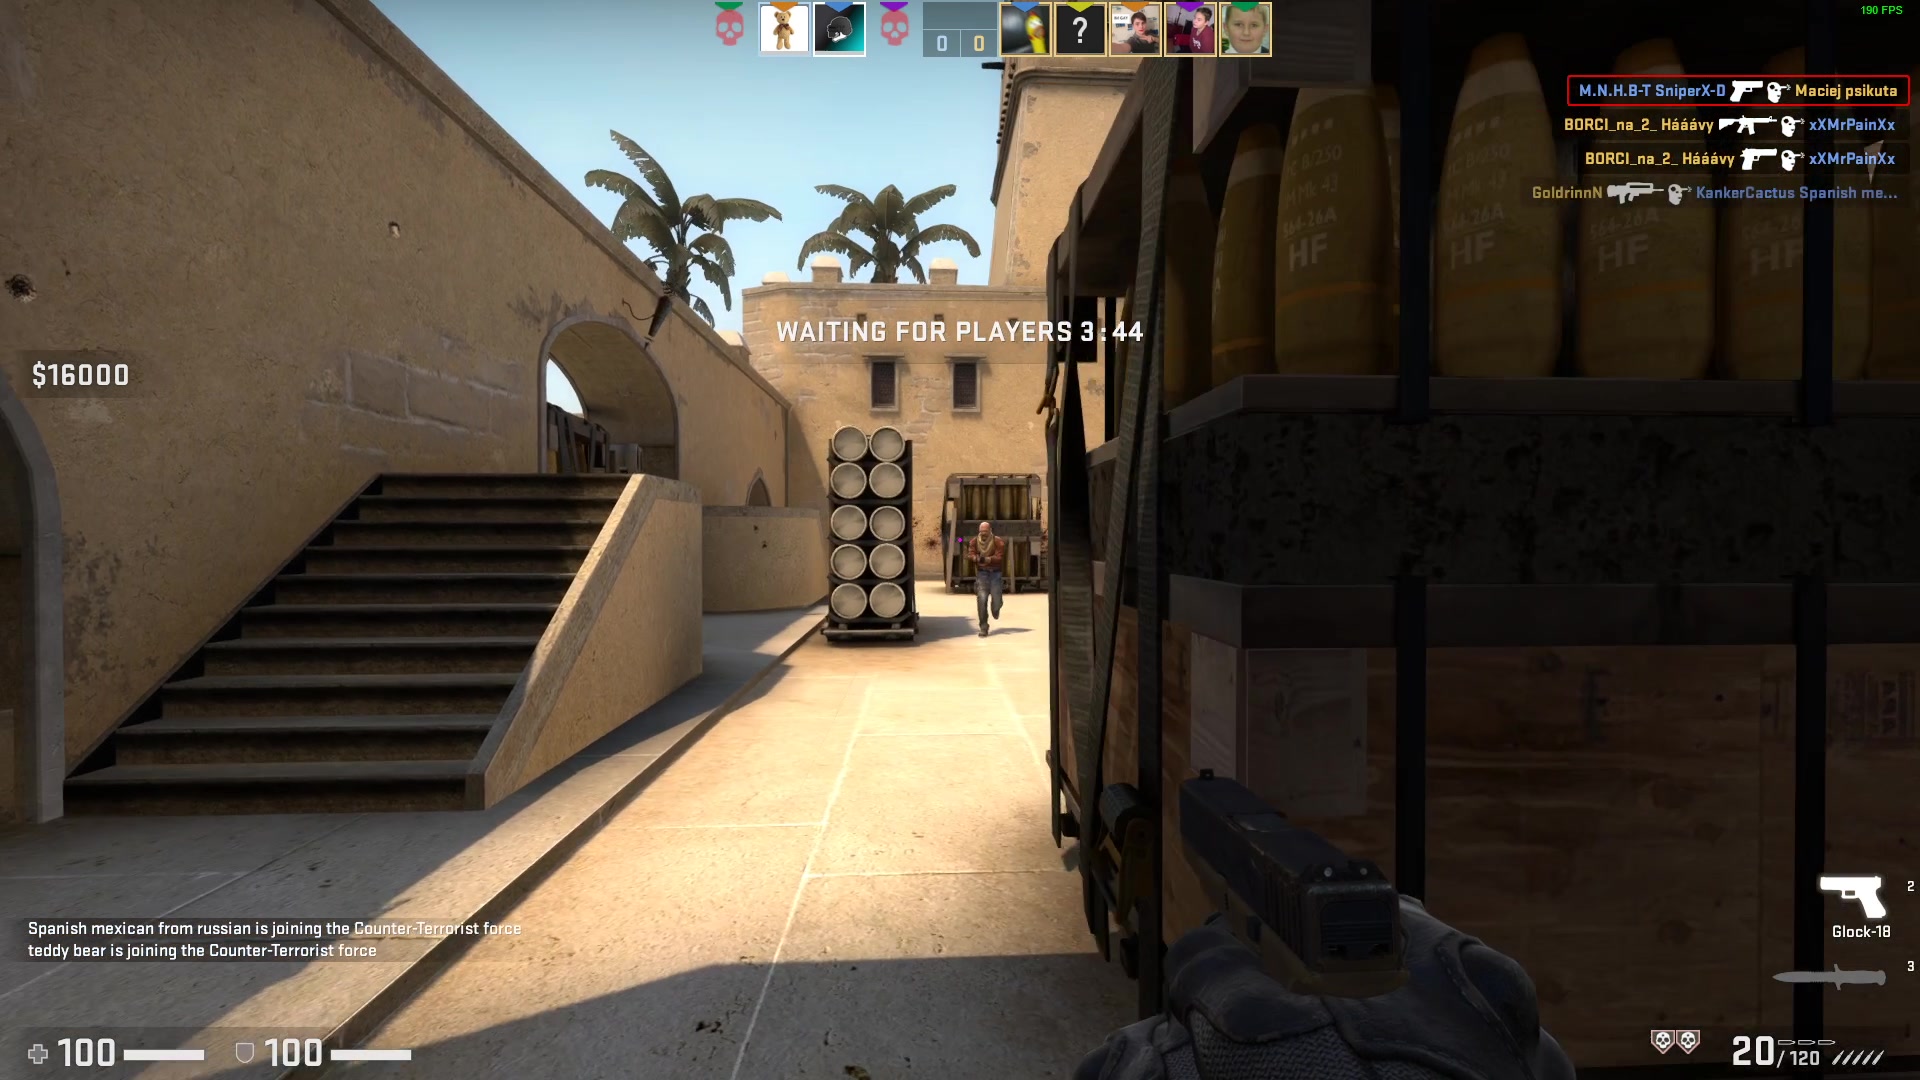 190 FPS
?
0 0
M.N.H.B-T SniperX-D Maciej psikuta
BORCI_na_2_ Hááávy xXMrPainXx
BORCI_na_2_ Hááávy xXMrPainXx
GoldrinnN KankerCactus Spanish me...
HF HF HF HF
WAITING FOR PLAYERS 3:44
$16000
2
Glock-18
3
Spanish mexican from russian is joining the Counter-Terrorist force
teddy bear is joining the Counter-Terrorist force
100 100
20/120